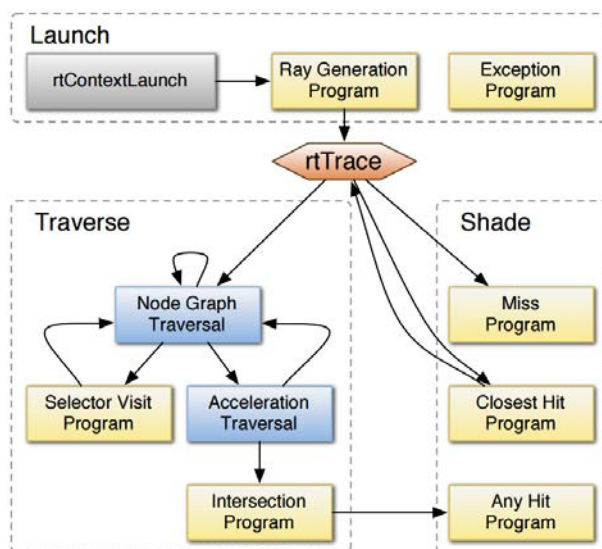 Launch
rtContextLaunch
Ray Generation
Program
Exception
Program
rtTrace
Traverse
Shade
Node Graph
Traversal
Miss
Program
Selector Visit
Program
Acceleration
Traversal
Closest Hit
Program
Intersection
Program
Any Hit
Program